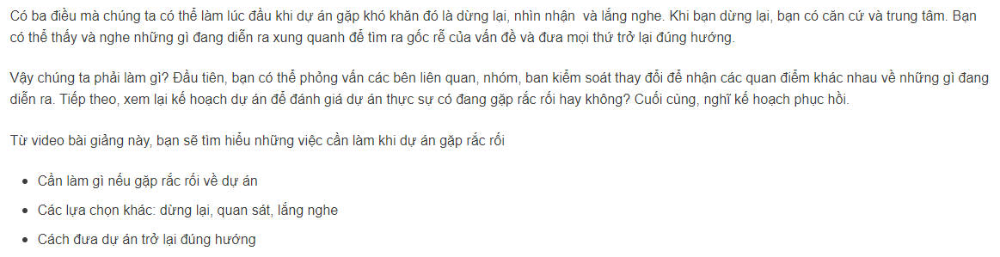 Có ba điều mà chúng ta có thể làm lúc đầu khi dự án gặp khó khăn đó là dừng lại, nhìn nhận  và lắng nghe. Khi bạn dừng lại, bạn có căn cứ và trung tâm. Bạn
có thể thấy và nghe những gì đang diễn ra xung quanh để tìm ra gốc rễ của vấn đề và đưa mọi thứ trở lại đúng hướng.
Vậy chúng ta phải làm gì? Đầu tiên, bạn có thể phỏng vấn các bên liên quan, nhóm, ban kiểm soát thay đổi để nhận các quan điểm khác nhau về những gì đang
diễn ra. Tiếp theo, xem lại kế hoạch dự án để đánh giá dự án thực sự có đang gặp rắc rối hay không? Cuối cùng, nghĩ kế hoạch phục hồi.
Từ video bài giảng này, bạn sẽ tìm hiểu những việc cần làm khi dự án gặp rắc rối
• Cần làm gì nếu gặp rắc rối về dự án
• Các lựa chọn khác: dừng lại, quan sát, lắng nghe
• Cách đưa dự án trở lại đúng hướng